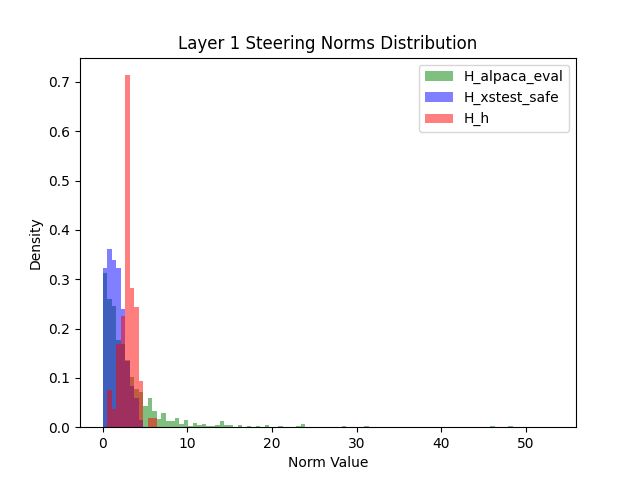 Layer 1 Steering Norms Distribution
H_alpaca_eval
H_xstest_safe
H_h
Density
0.7
0.6
0.5
0.4
0.3
0.2
0.1
0.0
0 10 20 30 40 50
Norm Value